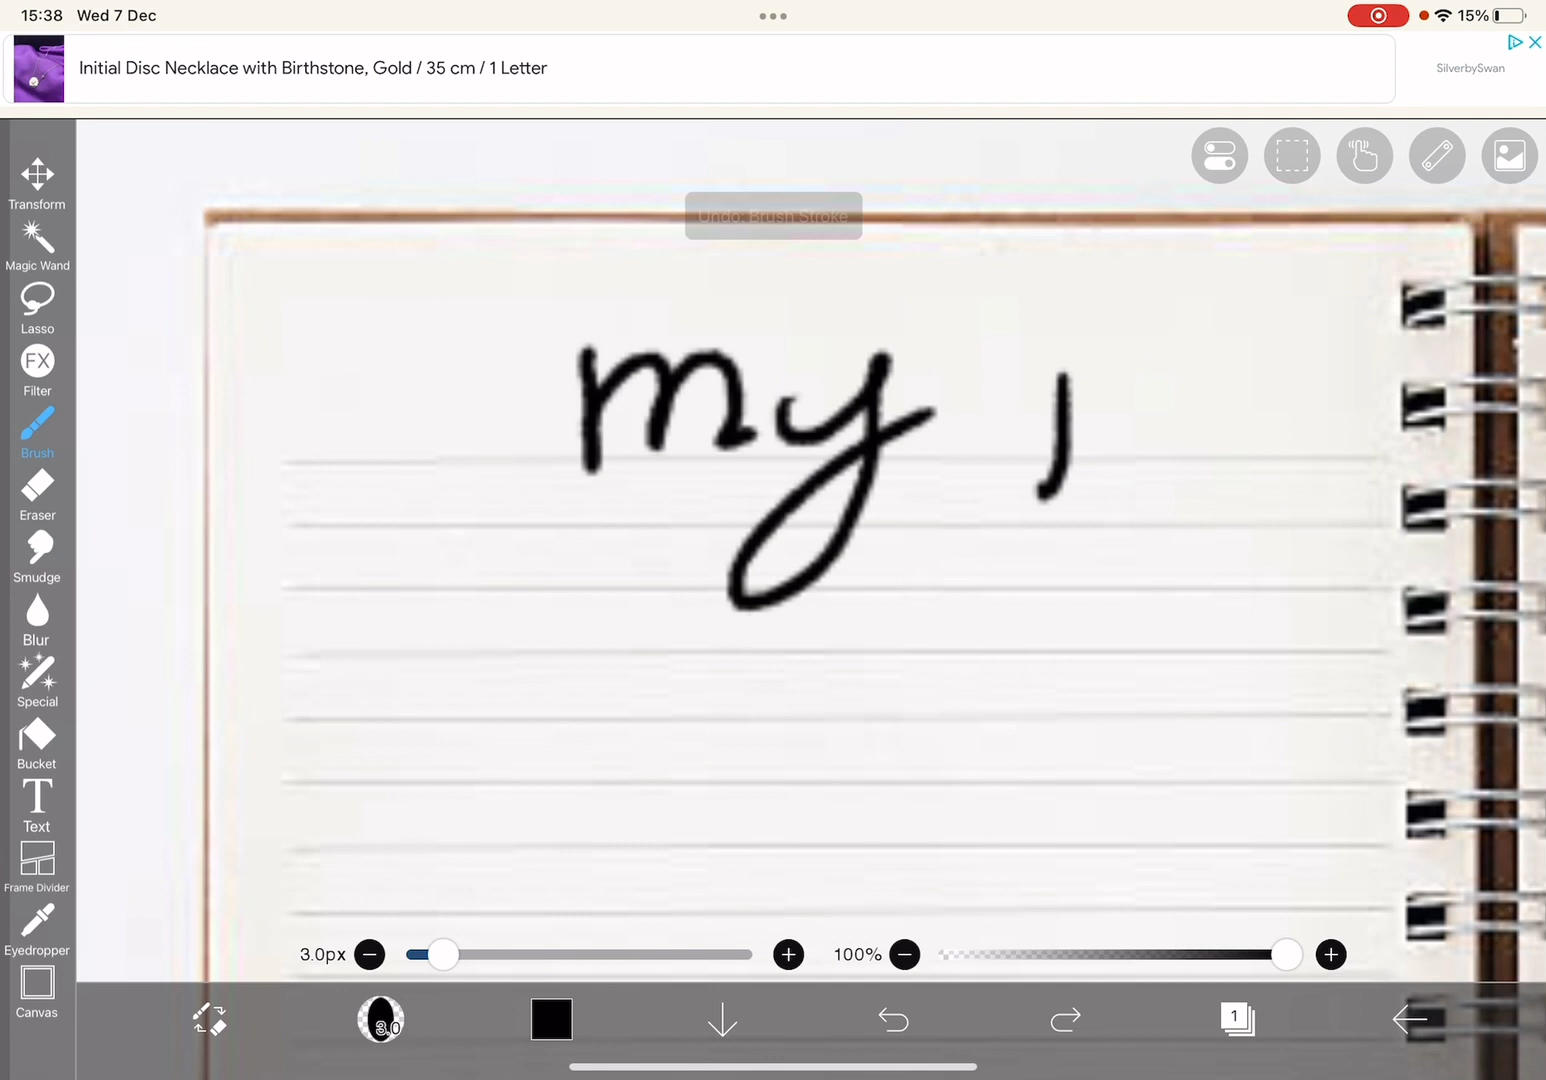 15:38 Wed 7 Dec
15%
Initial Disc Necklace with Birthstone, Gold / 35 cm / 1 Letter
SilverbySwan
Undo: Brush Stroke
Transform
Magic Wand
Lasso
FX
Filter
Brush
Eraser
Smudge
Blur
Special
Bucket
T
Text
Frame Divider
Eyedropper
Canvas
my
3.0px
100%
3.0
1